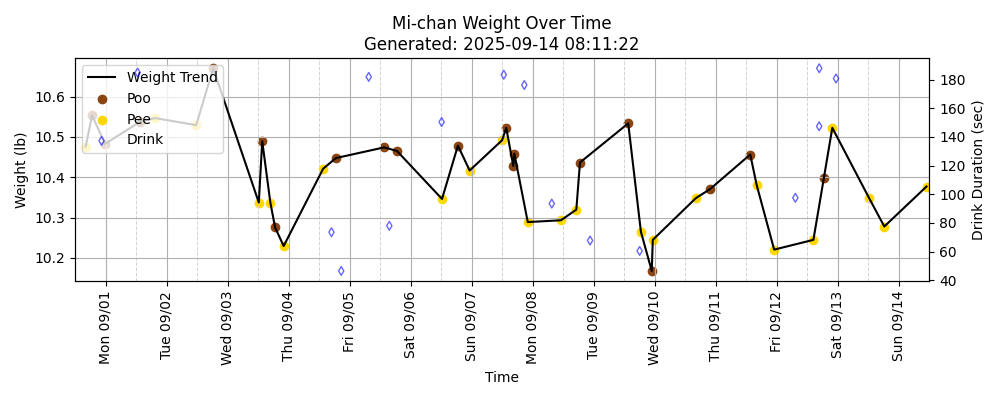 Mi-chan Weight Over Time
Generated: 2025-09-14 08:11:22
Weight Trend
Poo
Pee
Drink
Weight (lb)
10.6
10.5
10.4
10.3
10.2
180
160
140
120
100
80
60
40
Drink Duration (sec)
Mon 09/01
Tue 09/02
Wed 09/03
Thu 09/04
Fri 09/05
Sat 09/06
Sun 09/07
Mon 09/08
Tue 09/09
Wed 09/10
Thu 09/11
Fri 09/12
Sat 09/13
Sun 09/14
Time